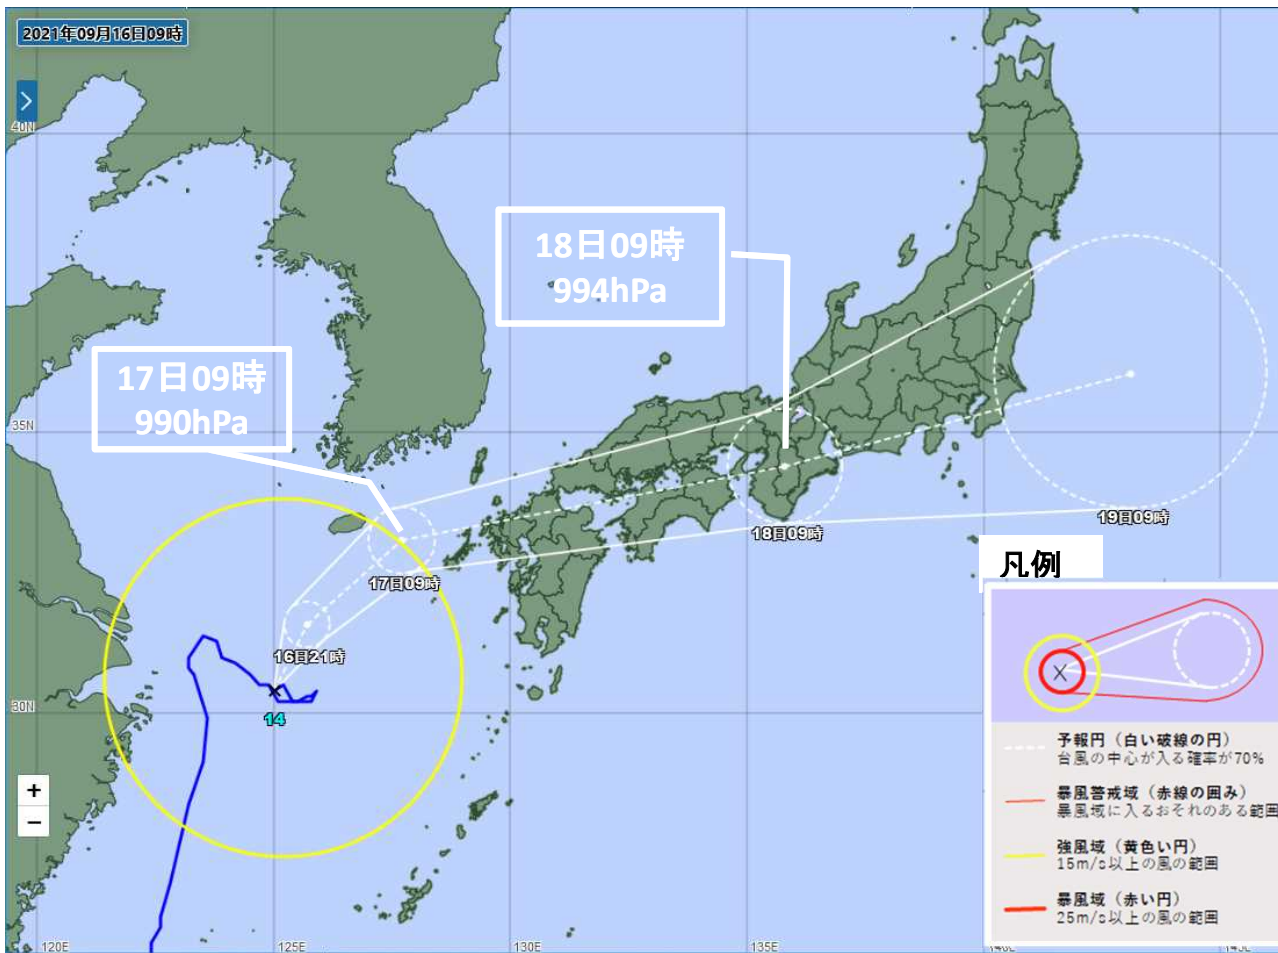 2021年09月16日09時
40N
18日09時
994hPa
17日09時
990hPa
35N
19日09時
18日09時
17日09時
凡例
16日21時
30N
14
予報円（白い破線の円）
台風の中心が入る確率が70%
+
暴風警戒域（赤線の囲み）
暴風域に入るおそれのある範囲
−
強風域（黄色い円）
15m/s以上の風の範囲
暴風域（赤い円）
25m/s以上の風の範囲
120E
125E
130E
135E
140E
145E